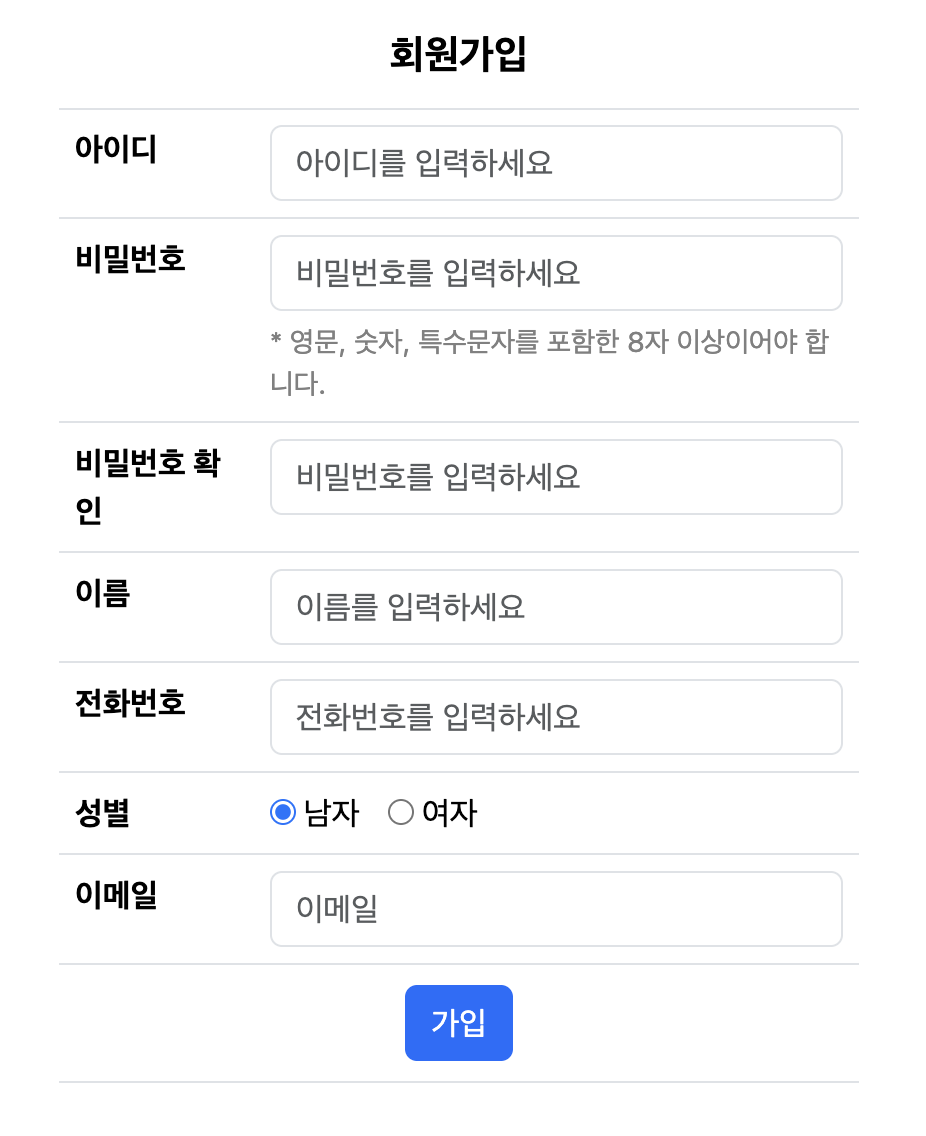 회원가입
아이디
아이디를 입력하세요
비밀번호
비밀번호를 입력하세요
* 영문, 숫자, 특수문자를 포함한 8자 이상이어야 합
니다.
비밀번호 확
인
비밀번호를 입력하세요
이름
이름를 입력하세요
전화번호
전화번호를 입력하세요
성별
남자 여자
이메일
이메일
가입